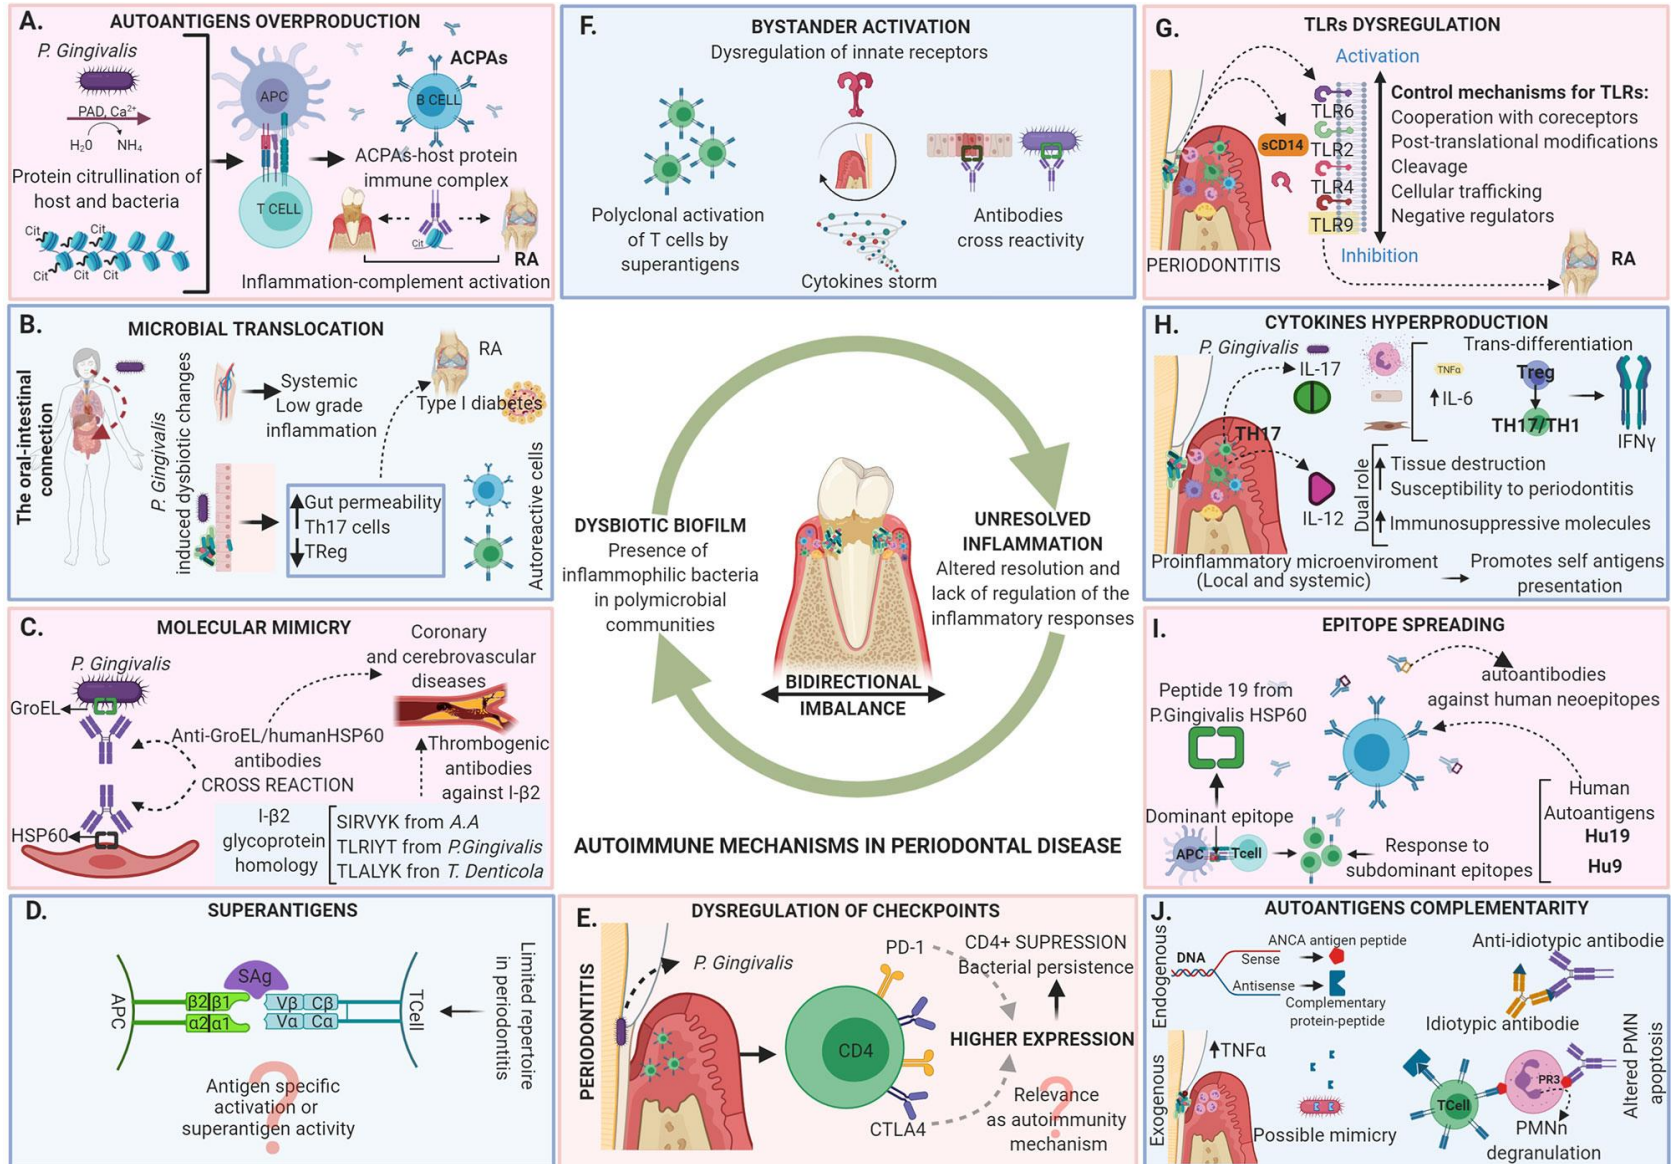 A.
AUTOANTIGENS OVERPRODUCTION
P. Gingivalis
PAD, Ca²⁺
H₂0
NH₄
Protein citrullination of
host and bacteria
Cit
Cit
Cit
Cit
Cit
APC
T CELL
B CELL
ACPAs
ACPAs-host protein
immune complex
Cit
RA
Inflammation-complement activation
B.
MICROBIAL TRANSLOCATION
The oral-intestinal
connection
P. Gingivalis
induced dysbiotic changes
Systemic
Low grade
inflammation
RA
Type I diabetes
Gut permeability
Th17 cells
TReg
Autoreactive cells
C.
MOLECULAR MIMICRY
P. Gingivalis
GroEL
HSP60
Anti-GroEL/humanHSP60
antibodies
CROSS REACTION
Coronary
and cerebrovascular
diseases
Thrombogenic
antibodies
against I-β2
I-β2
glycoprotein
homology
SIRVYK from A.A
TLRIYT from P.Gingivalis
TLALYK fron T. Denticola
D.
SUPERANTIGENS
APC
SAg
β2 β1
α2 α1
Vβ Cβ
Vα Cα
TCell
Limited repertoire
in periodontitis
Antigen specific
activation or
superantigen activity
?
E.
DYSREGULATION OF CHECKPOINTS
PERIODONTITIS
P. Gingivalis
CD4
PD-1
CTLA4
CD4+ SUPRESSION
Bacterial persistence
HIGHER EXPRESSION
Relevance
as autoimmunity
mechanism
?
F.
BYSTANDER ACTIVATION
Dysregulation of innate receptors
Polyclonal activation
of T cells by
superantigens
Cytokines storm
Antibodies
cross reactivity
DYSBIOTIC BIOFILM
Presence of
inflammophilic bacteria
in polymicrobial
communities
UNRESOLVED
INFLAMMATION
Altered resolution and
lack of regulation of the
inflammatory responses
BIDIRECTIONAL
IMBALANCE
AUTOIMMUNE MECHANISMS IN PERIODONTAL DISEASE
G.
TLRs DYSREGULATION
Activation
sCD14
TLR6
TLR2
TLR4
TLR9
Control mechanisms for TLRs:
Cooperation with coreceptors
Post-translational modifications
Cleavage
Cellular trafficking
Negative regulators
Inhibition
PERIODONTITIS
RA
H.
CYTOKINES HYPERPRODUCTION
P. Gingivalis
IL-17
TH17
IL-12
TNFα
IL-6
Trans-differentiation
Treg
TH17/TH1
IFNγ
Dual role
Tissue destruction
Susceptibility to periodontitis
Immunosuppressive molecules
Proinflammatory microenviroment
(Local and systemic)
Promotes self antigens
presentation
I.
EPITOPE SPREADING
Peptide 19 from
P.Gingivalis HSP60
autoantibodies
against human neoepitopes
Dominant epitope
APC
Tcell
Response to
subdominant epitopes
Human
Autoantigens
Hu19
Hu9
J.
AUTOANTIGENS COMPLEMENTARITY
Endogenous
DNA
ANCA antigen peptide
Sense
Antisense
Complementary
protein-peptide
Anti-idiotypic antibodie
Idiotypic antibodie
Exogenous
TNFα
Possible mimicry
TCell
PR3
PMNn
degranulation
Altered PMN
apoptosis